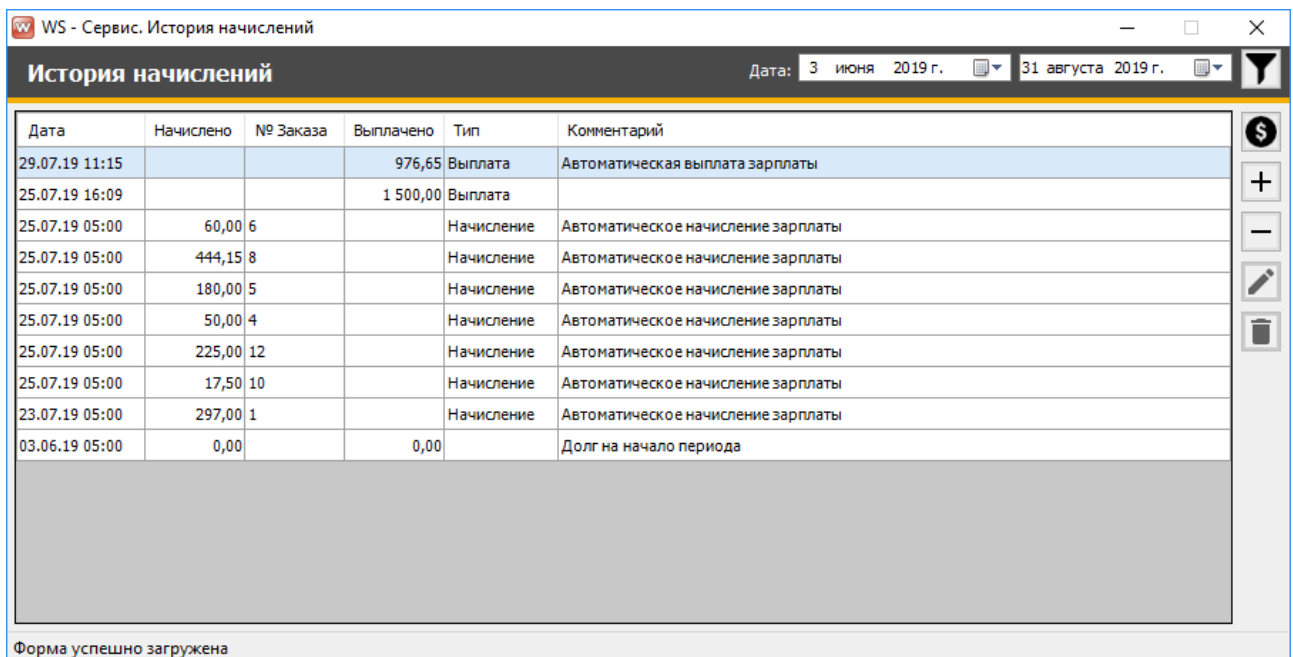 WS - Сервис. История начислений
История начислений Дата: 3 июня 2019 г. 31 августа 2019 г.
Дата Начислено № Заказа Выплачено Тип Комментарий
29.07.19 11:15 976,65 Выплата Автоматическая выплата зарплаты
25.07.19 16:09 1 500,00 Выплата
25.07.19 05:00 60,00 6 Начисление Автоматическое начисление зарплаты
25.07.19 05:00 444,15 8 Начисление Автоматическое начисление зарплаты
25.07.19 05:00 180,00 5 Начисление Автоматическое начисление зарплаты
25.07.19 05:00 50,00 4 Начисление Автоматическое начисление зарплаты
25.07.19 05:00 225,00 12 Начисление Автоматическое начисление зарплаты
25.07.19 05:00 17,50 10 Начисление Автоматическое начисление зарплаты
23.07.19 05:00 297,00 1 Начисление Автоматическое начисление зарплаты
03.06.19 05:00 0,00 0,00 Долг на начало периода
Форма успешно загружена